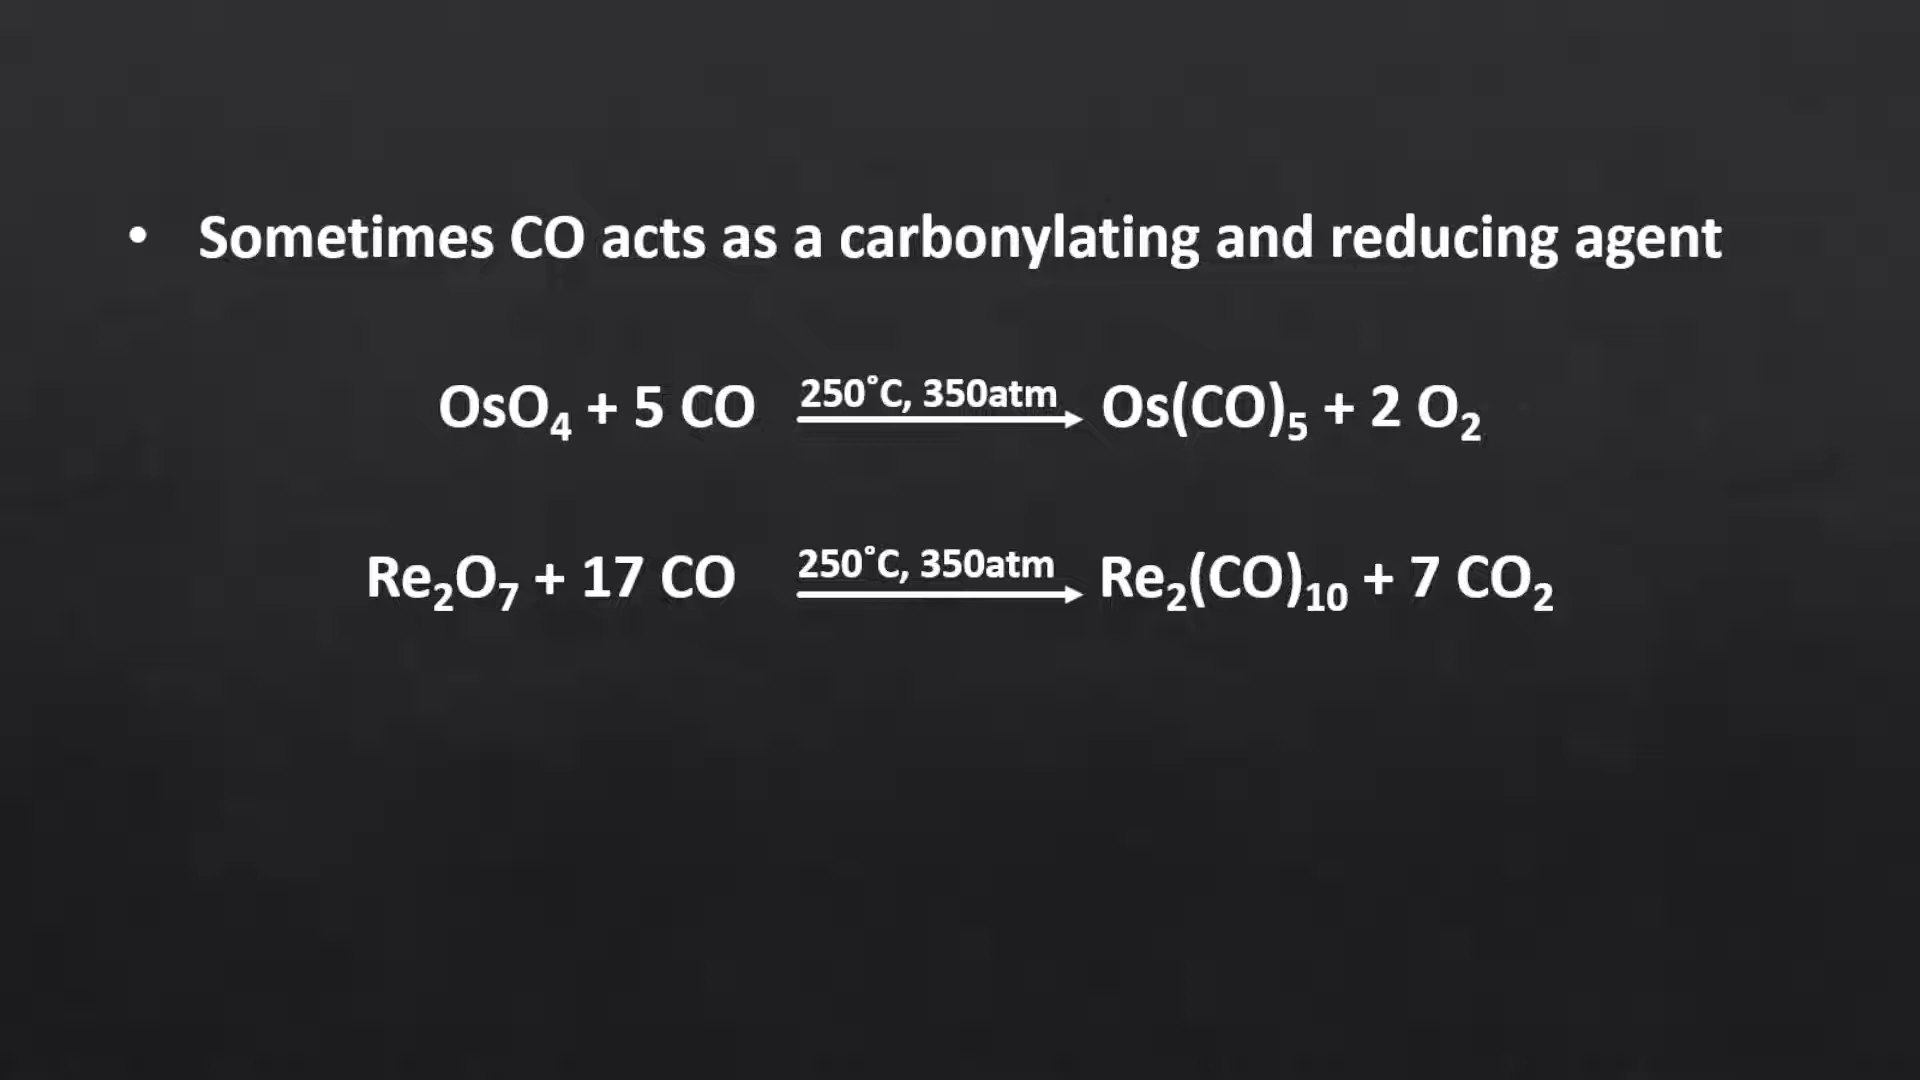 • Sometimes CO acts as a carbonylating and reducing agent
OsO₄ + 5 CO 250˚C, 350atm Os(CO)₅ + 2 O₂
Re₂O₇ + 17 CO 250˚C, 350atm Re₂(CO)₁₀ + 7 CO₂